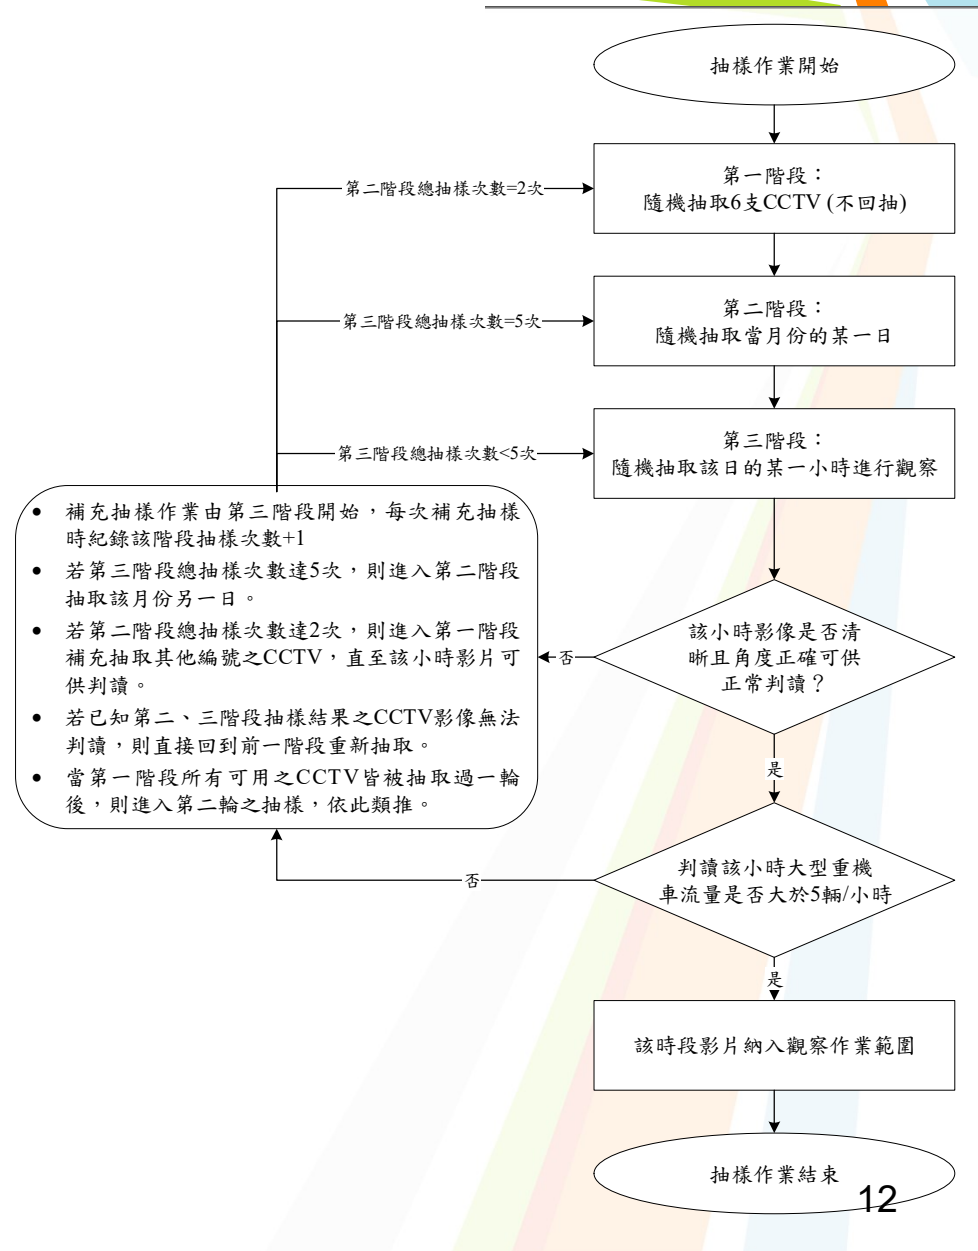 抽樣作業開始
第一階段：
隨機抽取6支CCTV (不回抽)
第二階段總抽樣次數=2次
第二階段：
隨機抽取當月份的某一日
第三階段總抽樣次數=5次
第三階段：
隨機抽取該日的某一小時進行觀察
第三階段總抽樣次數<5次
• 補充抽樣作業由第三階段開始，每次補充抽樣
時紀錄該階段抽樣次數+1
• 若第三階段總抽樣次數達5次，則進入第二階段
抽取該月份另一日。
• 若第二階段總抽樣次數達2次，則進入第一階段
補充抽取其他編號之CCTV，直至該小時影片可
供判讀。
• 若已知第二、三階段抽樣結果之CCTV影像無法
判讀，則直接回到前一階段重新抽取。
• 當第一階段所有可用之CCTV皆被抽取過一輪
後，則進入第二輪之抽樣，依此類推。
該小時影像是否清
晰且角度正確可供
正常判讀？
否
是
判讀該小時大型重機
車流量是否大於5輛/小時
否
是
該時段影片納入觀察作業範圍
抽樣作業結束
12